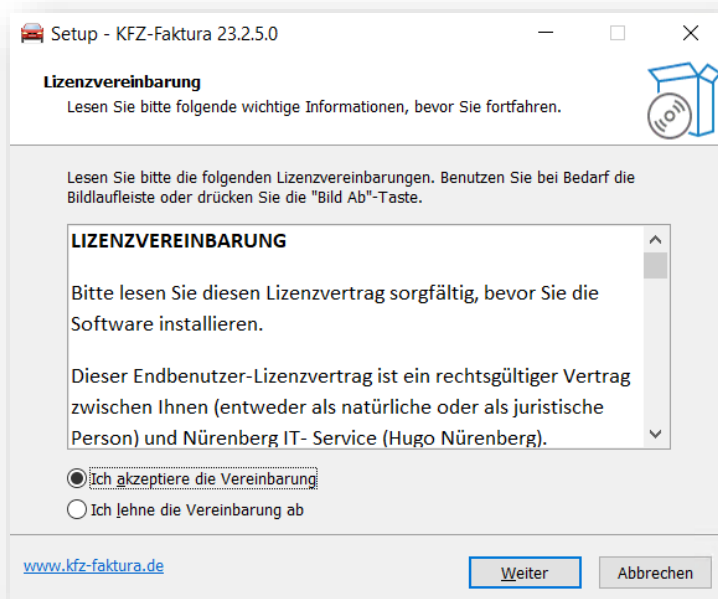 Setup - KFZ-Faktura 23.2.5.0
Lizenzvereinbarung
Lesen Sie bitte folgende wichtige Informationen, bevor Sie fortfahren.
Lesen Sie bitte die folgenden Lizenzvereinbarungen. Benutzen Sie bei Bedarf die
Bildlaufleiste oder drücken Sie die "Bild Ab"-Taste.
LIZENZVEREINBARUNG
Bitte lesen Sie diesen Lizenzvertrag sorgfältig, bevor Sie die
Software installieren.
Dieser Endbenutzer-Lizenzvertrag ist ein rechtsgültiger Vertrag
zwischen Ihnen (entweder als natürliche oder als juristische
Person) und Nürenberg IT- Service (Hugo Nürenberg).
Ich akzeptiere die Vereinbarung
Ich lehne die Vereinbarung ab
www.kfz-faktura.de
Weiter
Abbrechen